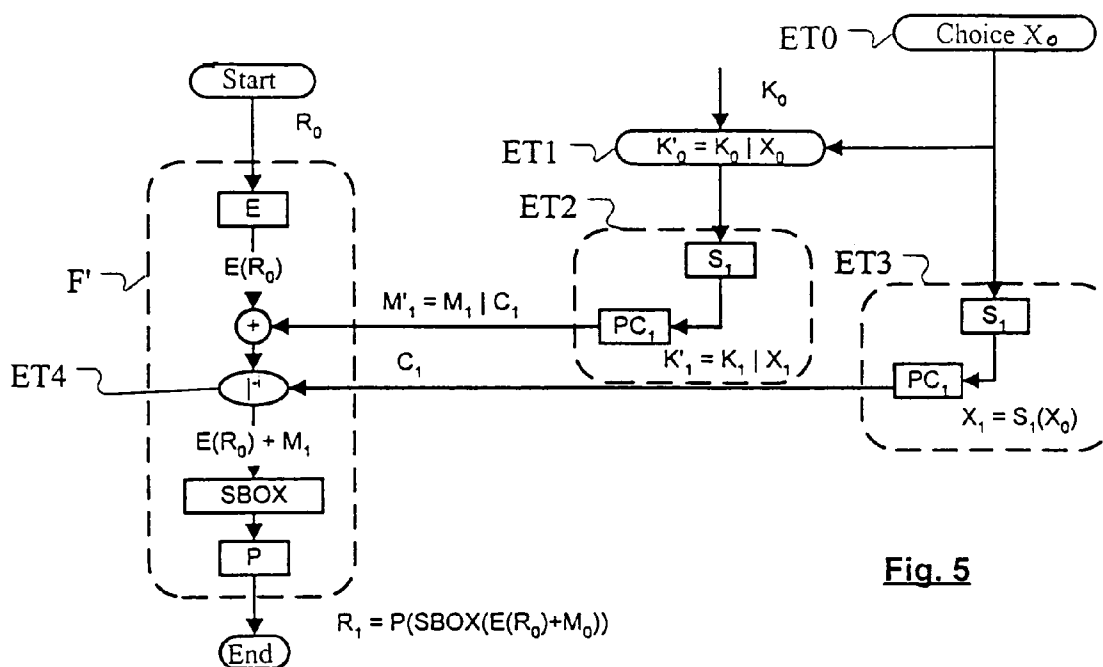 ET0
Choice X₀
Start
R₀
K₀
ET1
K'₀ = K₀ | X₀
ET2
E
S₁
ET3
F'
E(R₀)
M'₁ = M₁ | C₁
PC₁
S₁
+
K'₁ = K₁ | X₁
ET4
C₁
PC₁
|⁻¹
X₁ = S₁(X₀)
E(R₀) + M₁
SBOX
P
Fig. 5
R₁ = P(SBOX(E(R₀)+M₀))
End